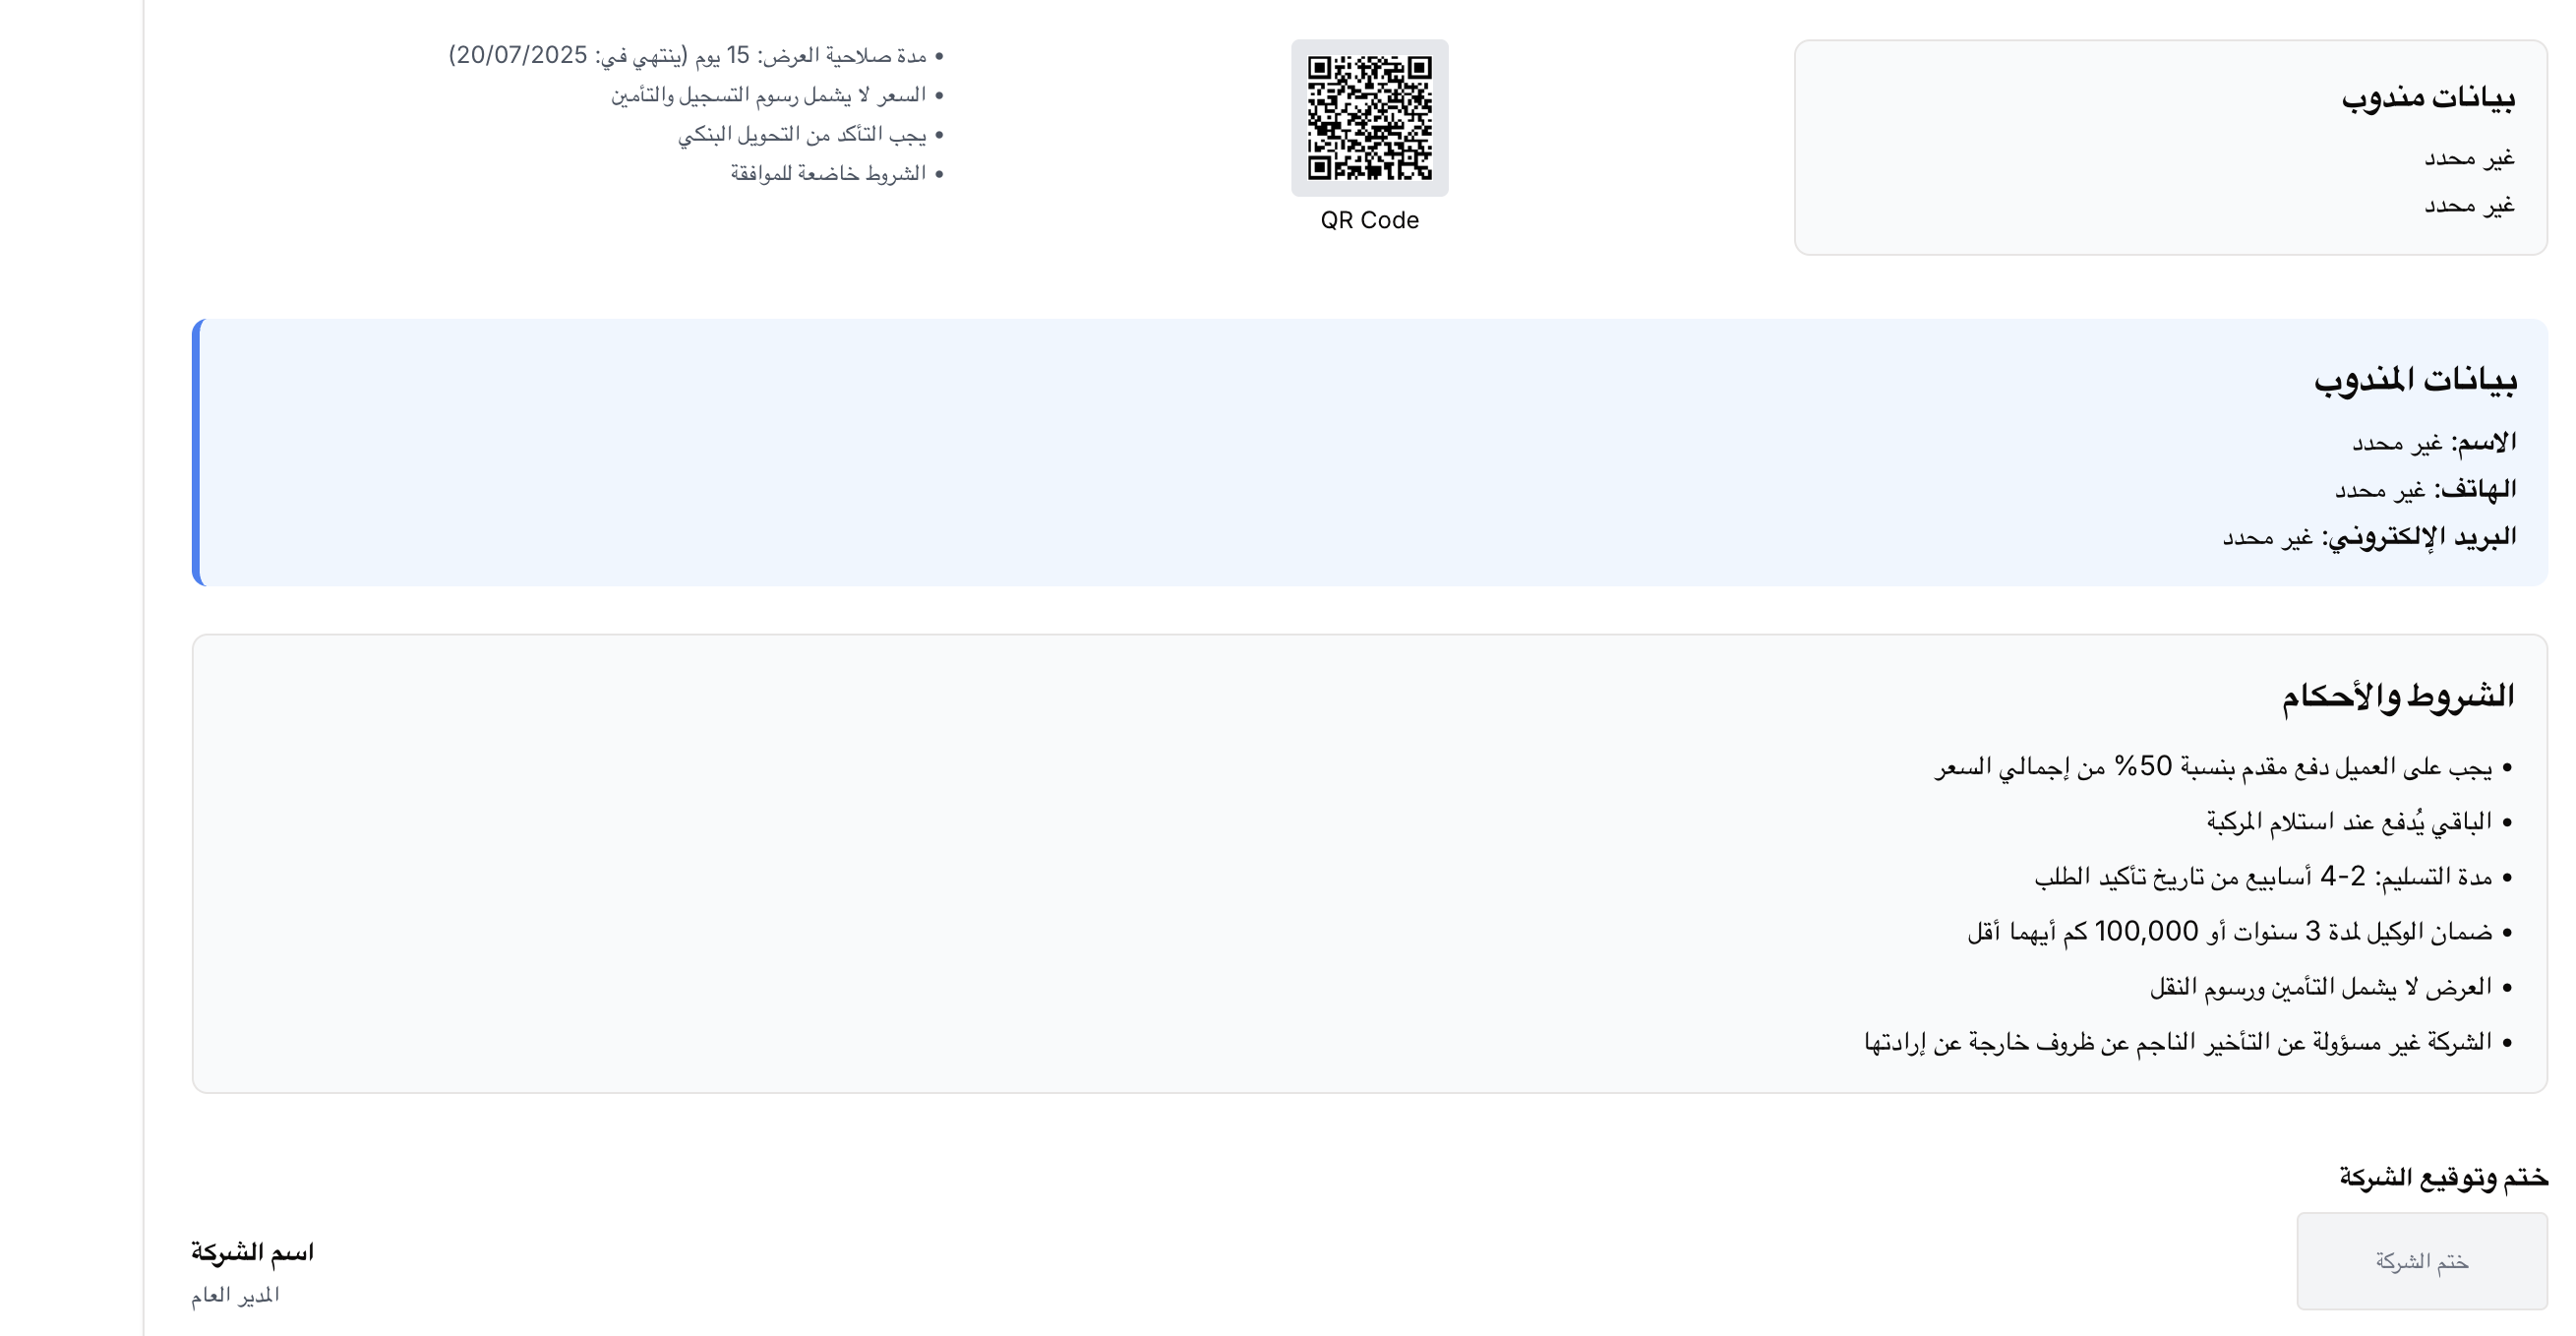 بيانات مندوب
غير محدد
غير محدد
QR Code
• مدة صلاحية العرض: 15 يوم (ينتهي في: 20/07/2025)
• السعر لا يشمل رسوم التسجيل والتأمين
• يجب التأكد من التحويل البنكي
• الشروط خاضعة للموافقة
بيانات المندوب
الاسم: غير محدد
الهاتف: غير محدد
البريد الإلكتروني: غير محدد
الشروط والأحكام
• يجب على العميل دفع مقدم بنسبة 50% من إجمالي السعر
• الباقي يُدفع عند استلام المركبة
• مدة التسليم: 2-4 أسابيع من تاريخ تأكيد الطلب
• ضمان الوكيل لمدة 3 سنوات أو 100,000 كم أيهما أقل
• العرض لا يشمل التأمين ورسوم النقل
• الشركة غير مسؤولة عن التأخير الناجم عن ظروف خارجة عن إرادتها
ختم وتوقيع الشركة
ختم الشركة
اسم الشركة
المدير العام